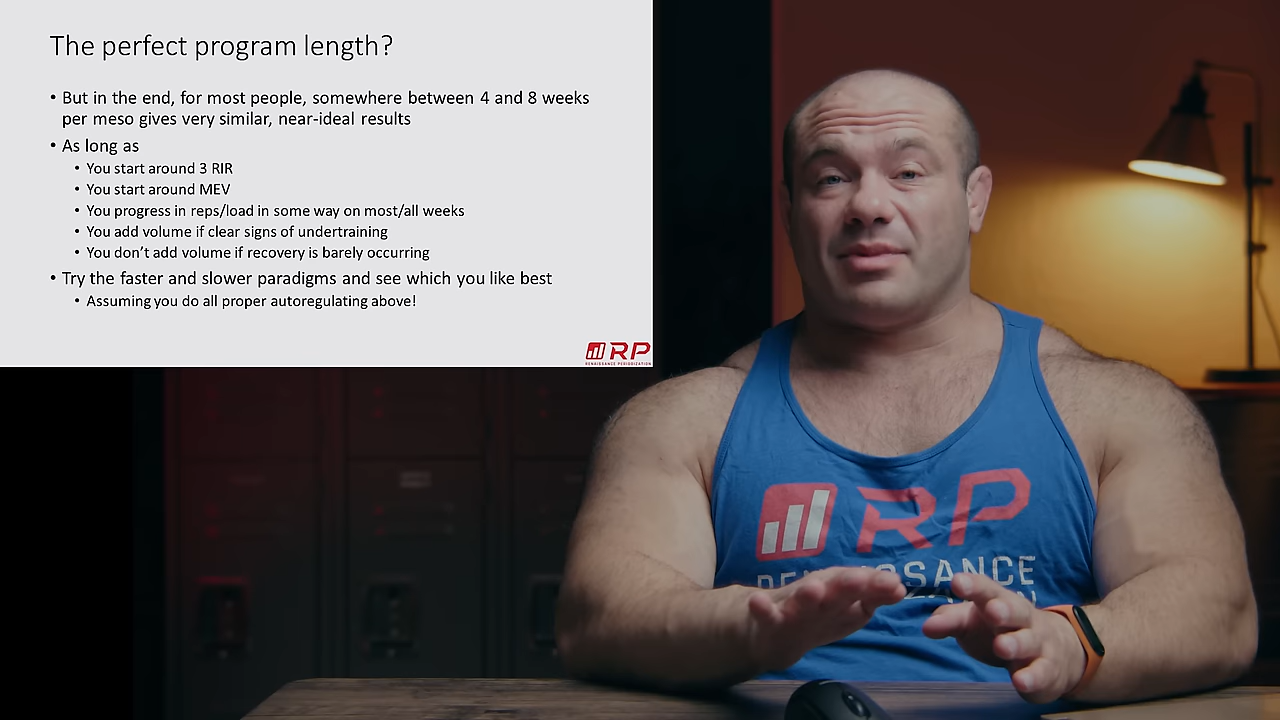 The perfect program length?
• But in the end, for most people, somewhere between 4 and 8 weeks
per meso gives very similar, near-ideal results
• As long as
• You start around 3 RIR
• You start around MEV
• You progress in reps/load in some way on most/all weeks
• You add volume if clear signs of undertraining
• You don't add volume if recovery is barely occurring
• Try the faster and slower paradigms and see which you like best
• Assuming you do all proper autoregulating above!
RP
RENAISSANCE PERIODIZATION
RP